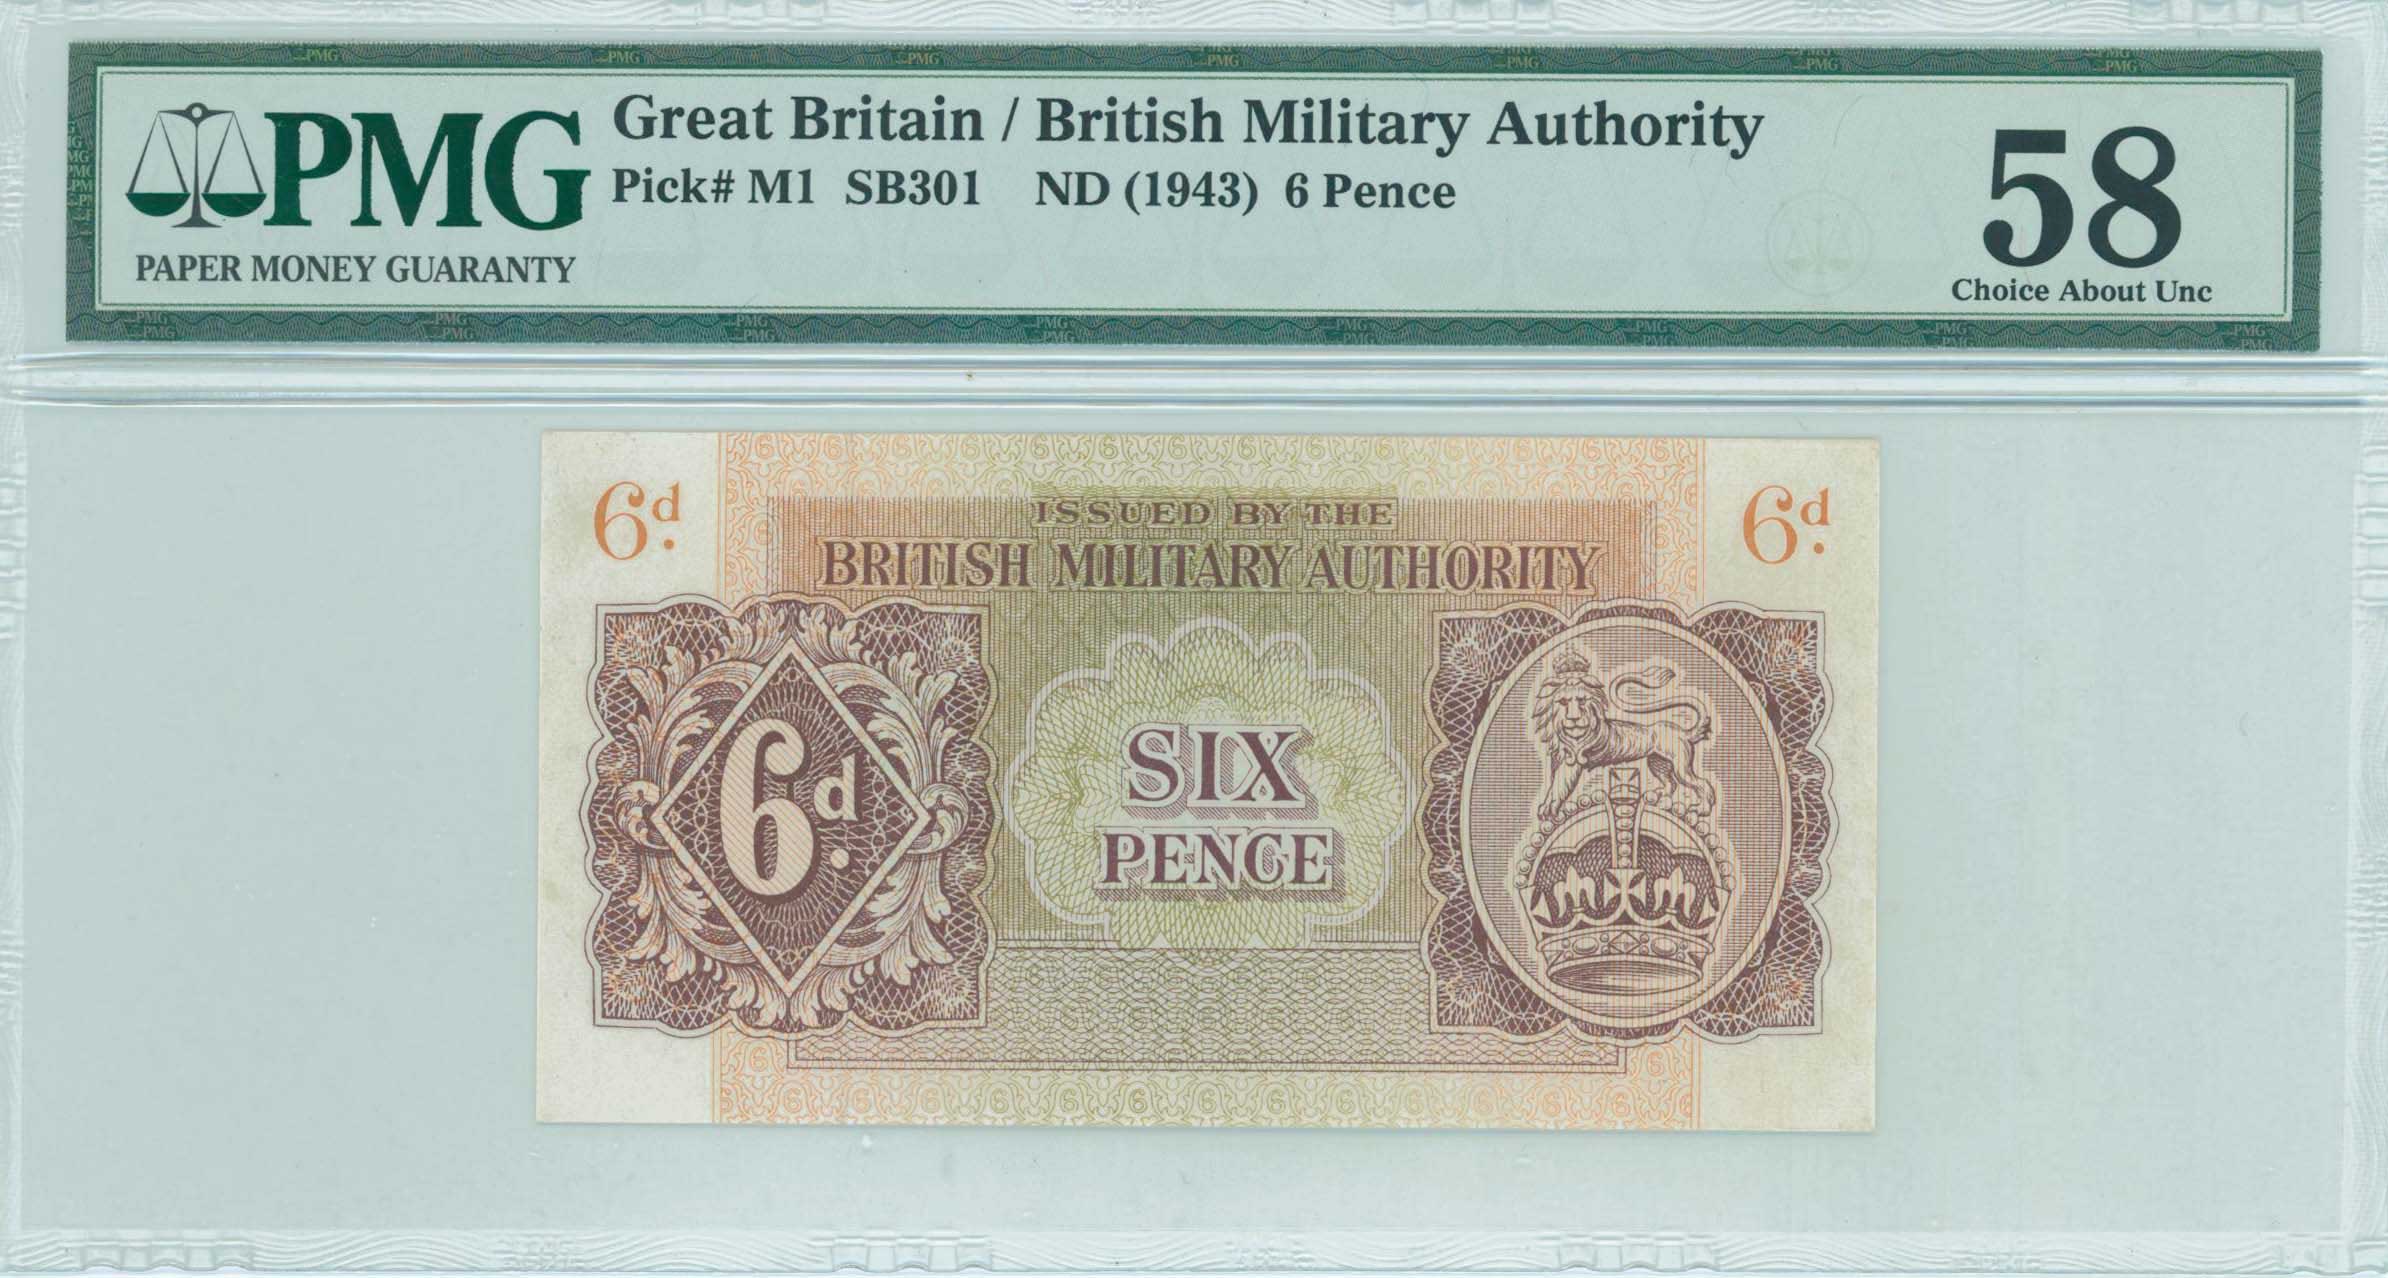 PMG
PAPER MONEY GUARANTY
Great Britain / British Military Authority
Pick# M1 SB301 ND (1943) 6 Pence
58
Choice About Unc
6d.
6d.
ISSUED BY THE
BRITISH MILITARY AUTHORITY
6d.
SIX
PENCE